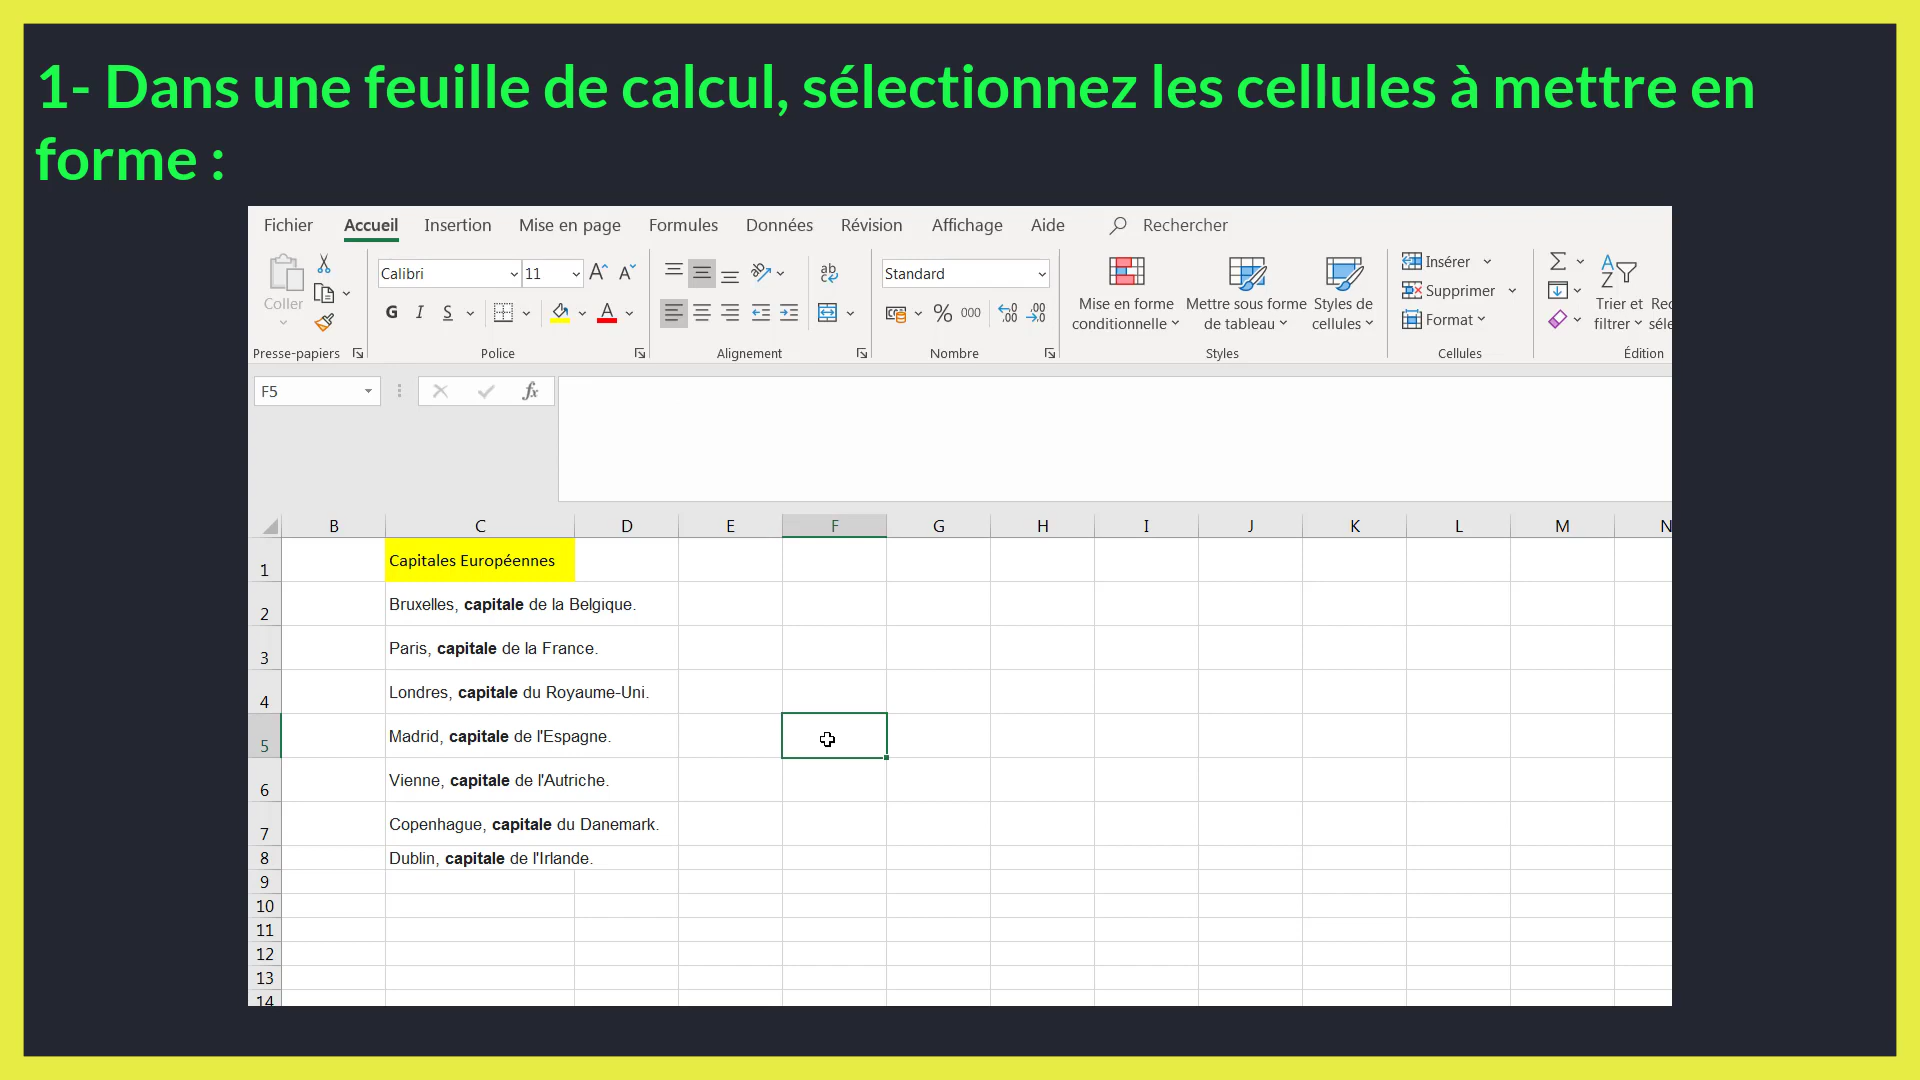 1- Dans une feuille de calcul, sélectionnez les cellules à mettre en
forme :
Fichier Accueil Insertion Mise en page Formules Données Révision Affichage Aide Rechercher
Coller
Presse-papiers
Calibri 11
G I S
Police
ab
Alignement
Standard
% 000 ,00 ,00
Nombre
Mise en forme
conditionnelle
Mettre sous forme
de tableau
Styles de
cellules
Styles
Insérer
Supprimer
Format
Cellules
Trier et
filtrer
Édition
F5 fx
B C D E F G H I J K L M N
1 Capitales Européennes
2 Bruxelles, capitale de la Belgique.
3 Paris, capitale de la France.
4 Londres, capitale du Royaume-Uni.
5 Madrid, capitale de l'Espagne.
6 Vienne, capitale de l'Autriche.
7 Copenhague, capitale du Danemark.
8 Dublin, capitale de l'Irlande.
9
10
11
12
13
14